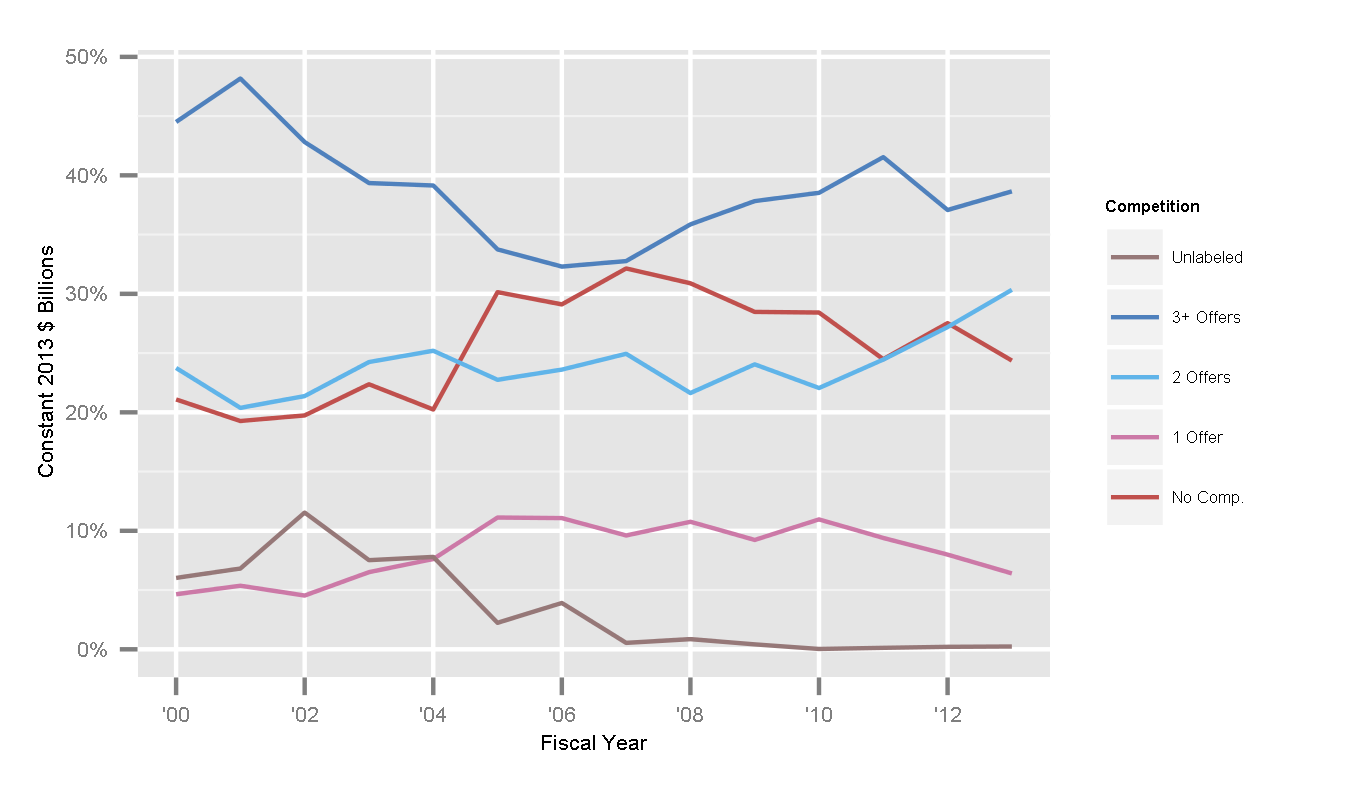 50%
40%
30%
20%
10%
0%
Constant 2013 $ Billions
'00
'02
'04
'06
'08
'10
'12
Fiscal Year
Competition
Unlabeled
3+ Offers
2 Offers
1 Offer
No Comp.